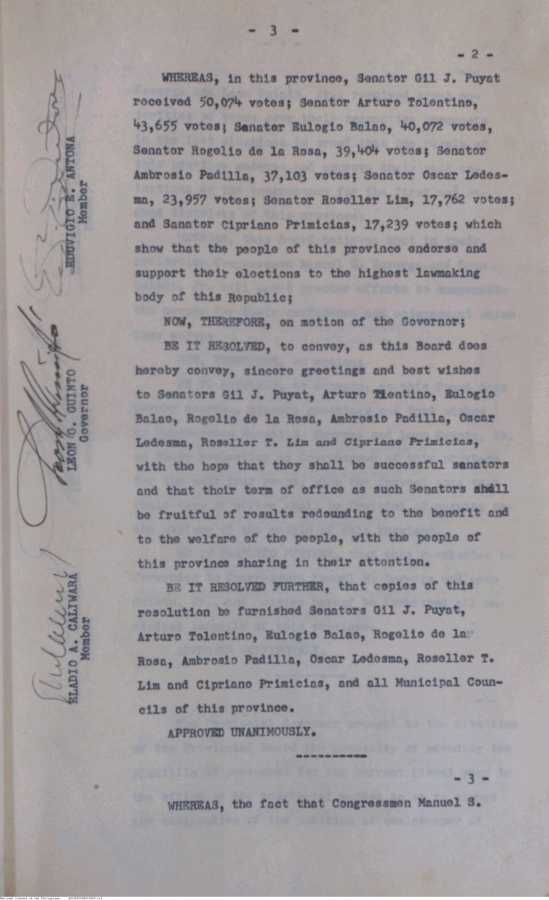 - 3 -
- 2 -
WHEREAS, in this province, Senator Gil J. Puyat
received 50,074 votes; Senator Arturo Tolentino,
43,655 votes; Senator Eulogio Balao, 40,072 votes,
Senator Rogelio de la Rosa, 39,404 votes; Senator
Ambrosio Padilla, 37,103 votes; Senator Oscar Ledes-
ma, 23,957 votes; Senator Roseller Lim, 17,762 votes;
and Sanator Cipriano Primicias, 17,239 votes; which
show that the people of this province endorse and
support their elections to the highest lawmaking
body of this Republic;
NOW, THEREFORE, on motion of the Governor;
BE IT RESOLVED, to convey, as this Board does
hereby convey, sincere greetings and best wishes
to Senators Gil J. Puyat, Arturo Tlentino, Eulogio
Balao, Rogelio de la Rosa, Ambrosio Padilla, Oscar
Ledesma, Roseller T. Lim and Cipriano Primicias,
with the hope that they shall be successful senators
and that their term of office as such Senators shall
be fruitful of results redounding to the benefit and
to the welfare of the people, with the people of
this province sharing in their attention.
BE IT RESOLVED FURTHER, that copies of this
resolution be furnished Senators Gil J. Puyat,
Arturo Tolentino, Eulogio Balao, Rogelio de la
Rosa, Ambrosio Padilla, Oscar Ledesma, Roseller T.
Lim and Cipriano Primicias, and all Municipal Coun-
cils of this province.
APPROVED UNANIMOUSLY.
----------
- 3 -
WHEREAS, the fact that Congressmen Manuel S.
EDUVIGIO E. ANTONA
Member
LEON G. GUINTO
Governor
ELADIO A. CALIWARA
Member